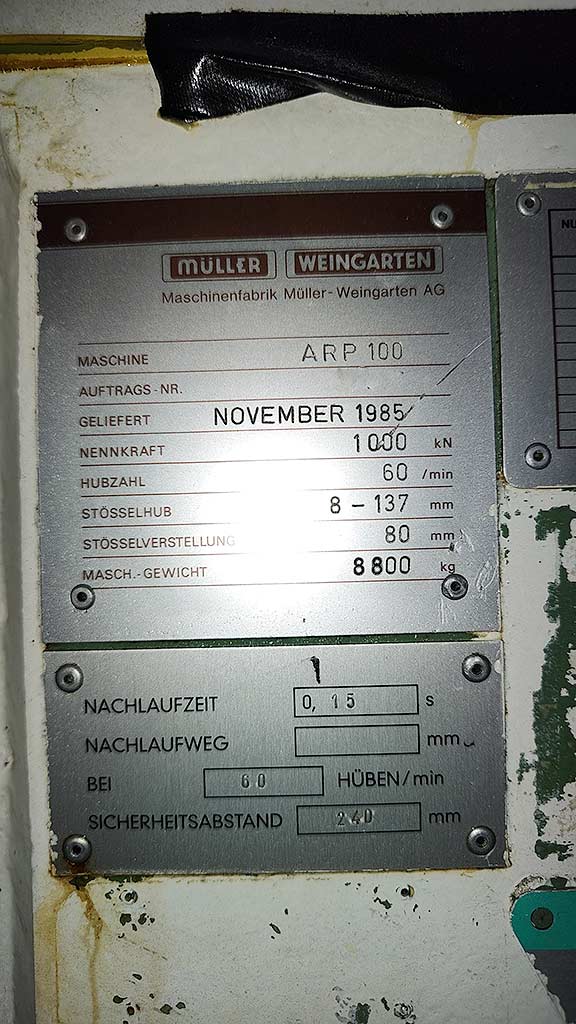 MÜLLER WEINGARTEN
Maschinenfabrik Müller-Weingarten AG
MASCHINE ARP 100
AUFTRAGS-NR.
GELIEFERT NOVEMBER 1985
NENNKRAFT 1000 kN
HUBZAHL 60 /min
STÖSSELHUB 8 – 137 mm
STÖSSELVERSTELLUNG 80 mm
MASCH.-GEWICHT 8800 kg
NU
NACHLAUFZEIT 0,15 s
NACHLAUFWEG mm
BEI 60 HÜBEN/min
SICHERHEITSABSTAND 240 mm